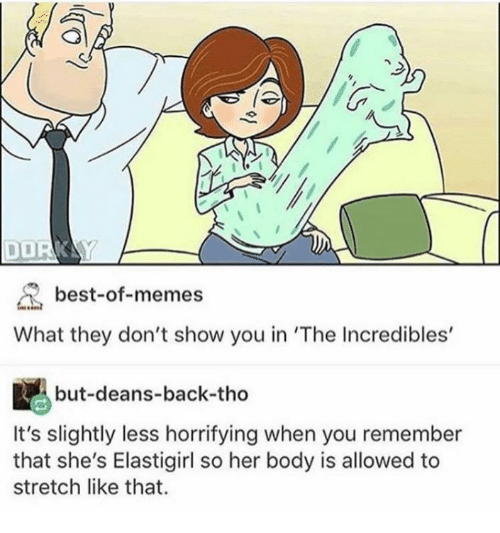 DORKLY
best-of-memes
What they don't show you in 'The Incredibles'
but-deans-back-tho
It's slightly less horrifying when you remember
that she's Elastigirl so her body is allowed to
stretch like that.